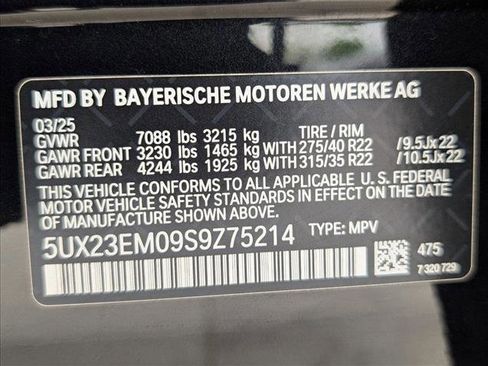 MFD BY BAYERISCHE MOTOREN WERKE AG
03/25
GVWR 7088 lbs 3215 kg TIRE / RIM
GAWR FRONT 3230 lbs 1465 kg WITH 275/40 R22 / 9.5Jx22
GAWR REAR 4244 lbs 1925 kg WITH 315/35 R22 / 10.5Jx22
THIS VEHICLE CONFORMS TO ALL APPLICABLE U. S. FEDERAL
MOTOR VEHICLE SAFETY STANDARDS IN EFFECT ON THE DATE
OF MANUFACTURE SHOWN ABOVE.
5UX23EM09S9Z75214 TYPE: MPV
475
7 320 729